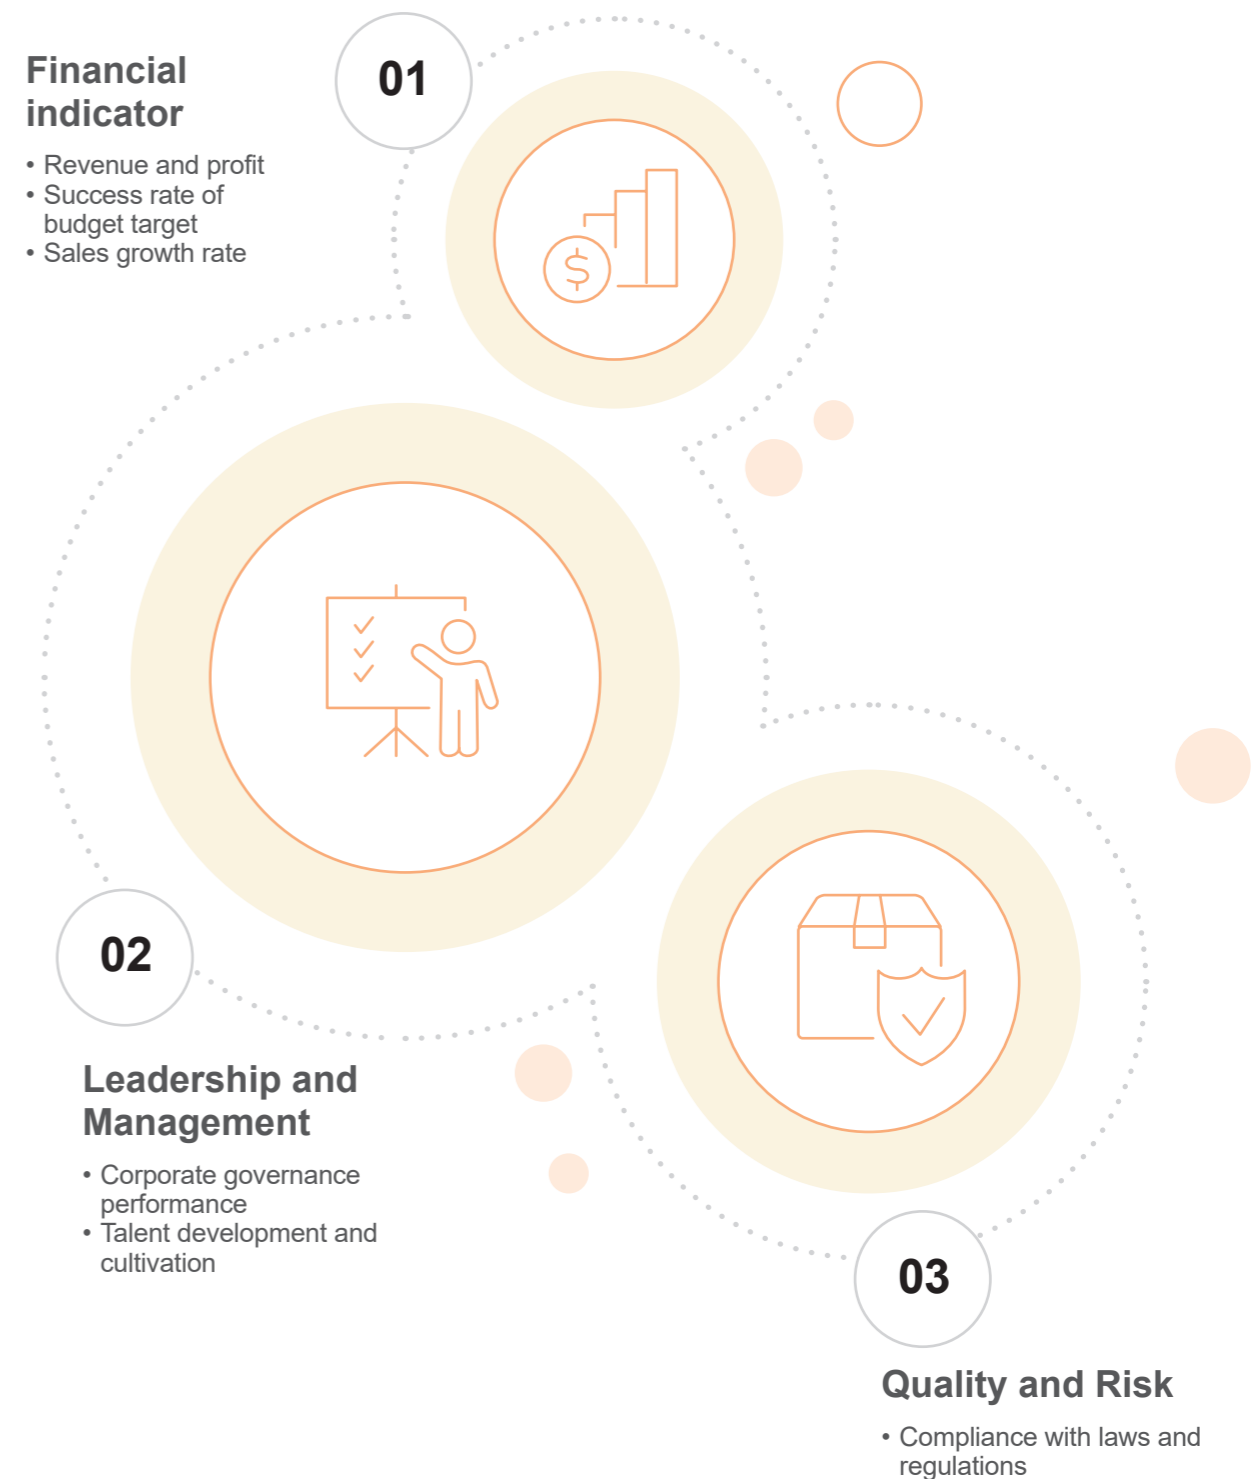 01
Financial
indicator
• Revenue and profit
• Success rate of
budget target
• Sales growth rate
$
02
Leadership and
Management
• Corporate governance
performance
• Talent development and
cultivation
03
Quality and Risk
• Compliance with laws and
regulations